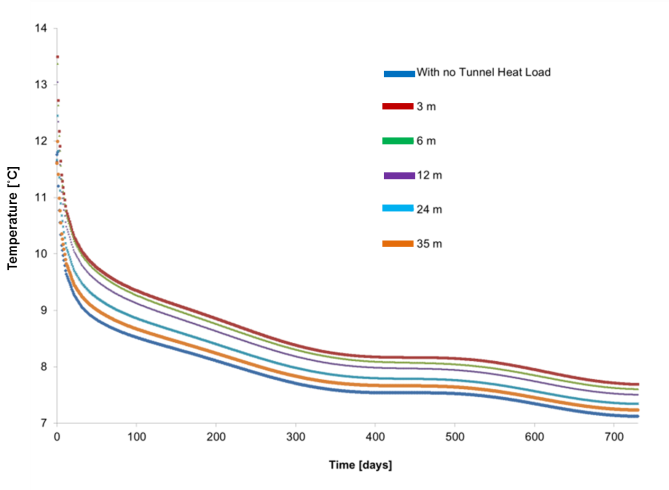 14
13
12
11
10
9
8
7
Temperature [°C]
With no Tunnel Heat Load
3 m
6 m
12 m
24 m
35 m
0
100
200
300
400
500
600
700
Time [days]